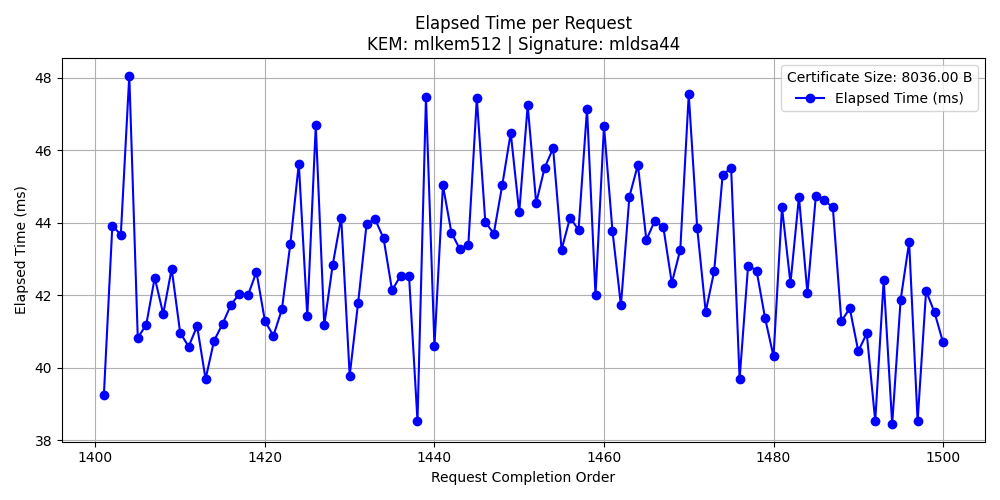 Elapsed Time per Request
KEM: mlkem512 | Signature: mldsa44
Certificate Size: 8036.00 B
Elapsed Time (ms)
Elapsed Time (ms)
48
46
44
42
40
38
1400 1420 1440 1460 1480 1500
Request Completion Order